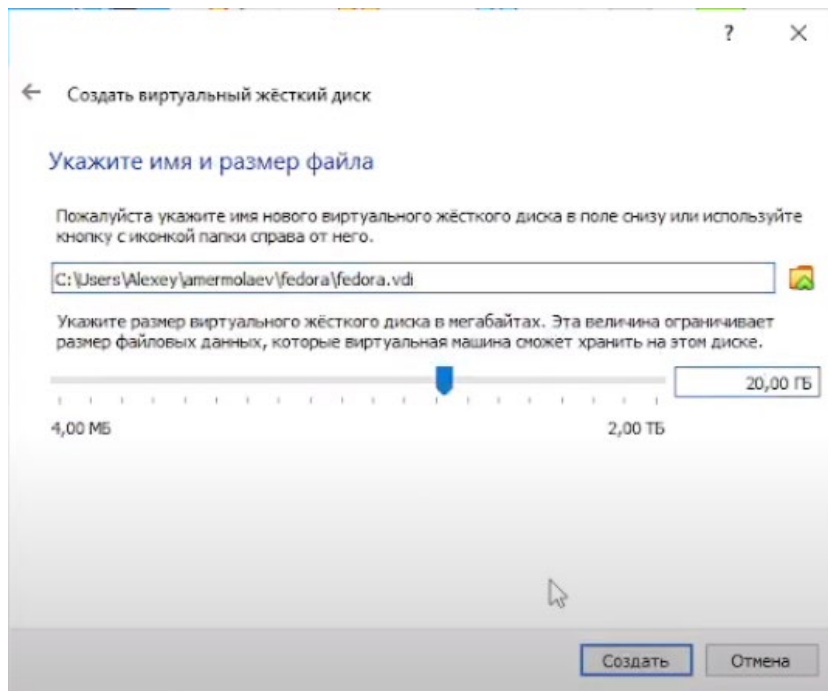 ?
Создать виртуальный жёсткий диск
Укажите имя и размер файла
Пожалуйста укажите имя нового виртуального жёсткого диска в поле снизу или используйте
кнопку с иконкой папки справа от него.
C:\Users\Alexey\amermolaev\fedora\fedora.vdi
Укажите размер виртуального жёсткого диска в мегабайтах. Эта величина ограничивает
размер файловых данных, которые виртуальная машина сможет хранить на этом диске.
20,00 ГБ
4,00 МБ 2,00 ТБ
Создать Отмена